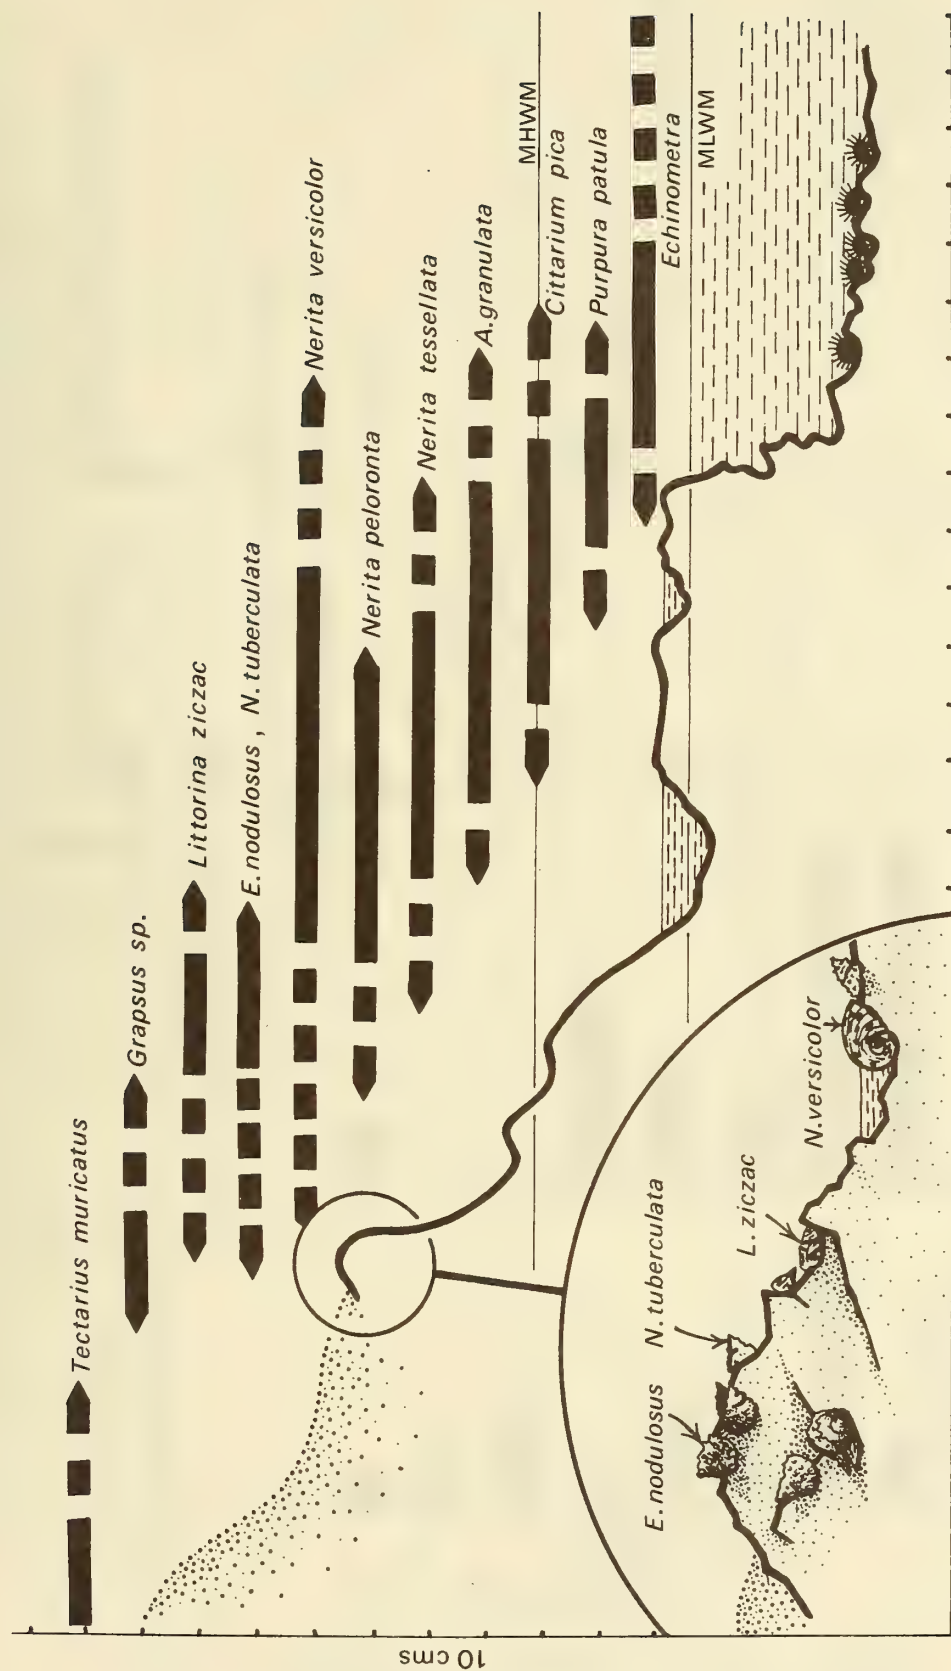 Tectarius muricatus
Grapsus sp.
Littorina ziczac
E. nodulosus, N. tuberculata
Nerita versicolor
Nerita peloronta
Nerita tessellata
A. granulata
MHWM
Cittarium pica
Purpura patula
Echinometra
MLWM
10 cms
E. nodulosus
N. tuberculata
L. ziczac
N. versicolor